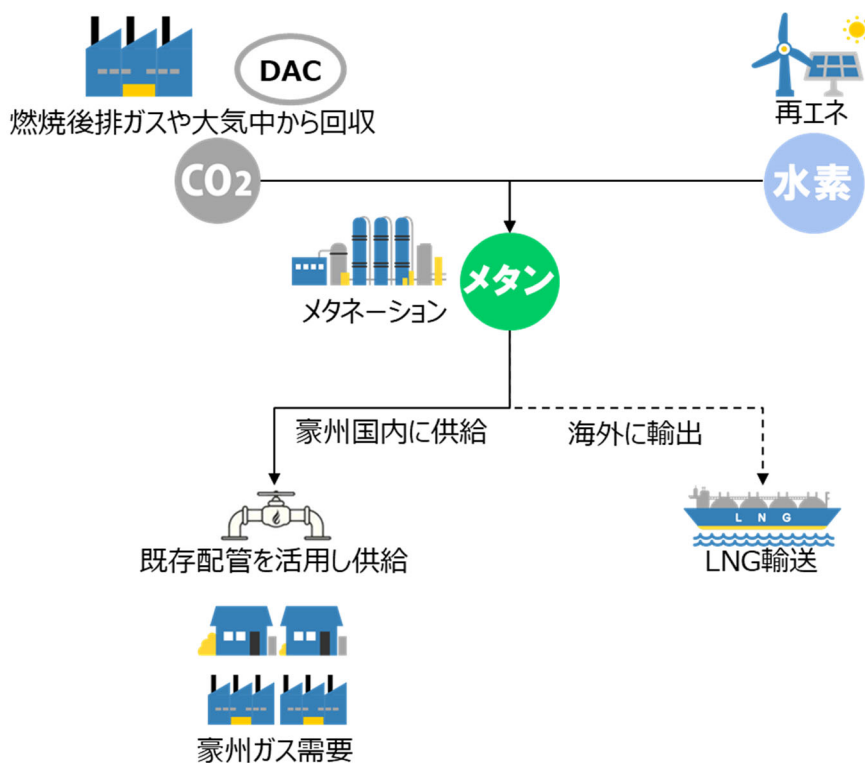 DAC
燃焼後排ガスや大気中から回収
再エネ
CO2
水素
メタン
メタネーション
豪州国内に供給
海外に輸出
LNG
既存配管を活用し供給
LNG輸送
豪州ガス需要